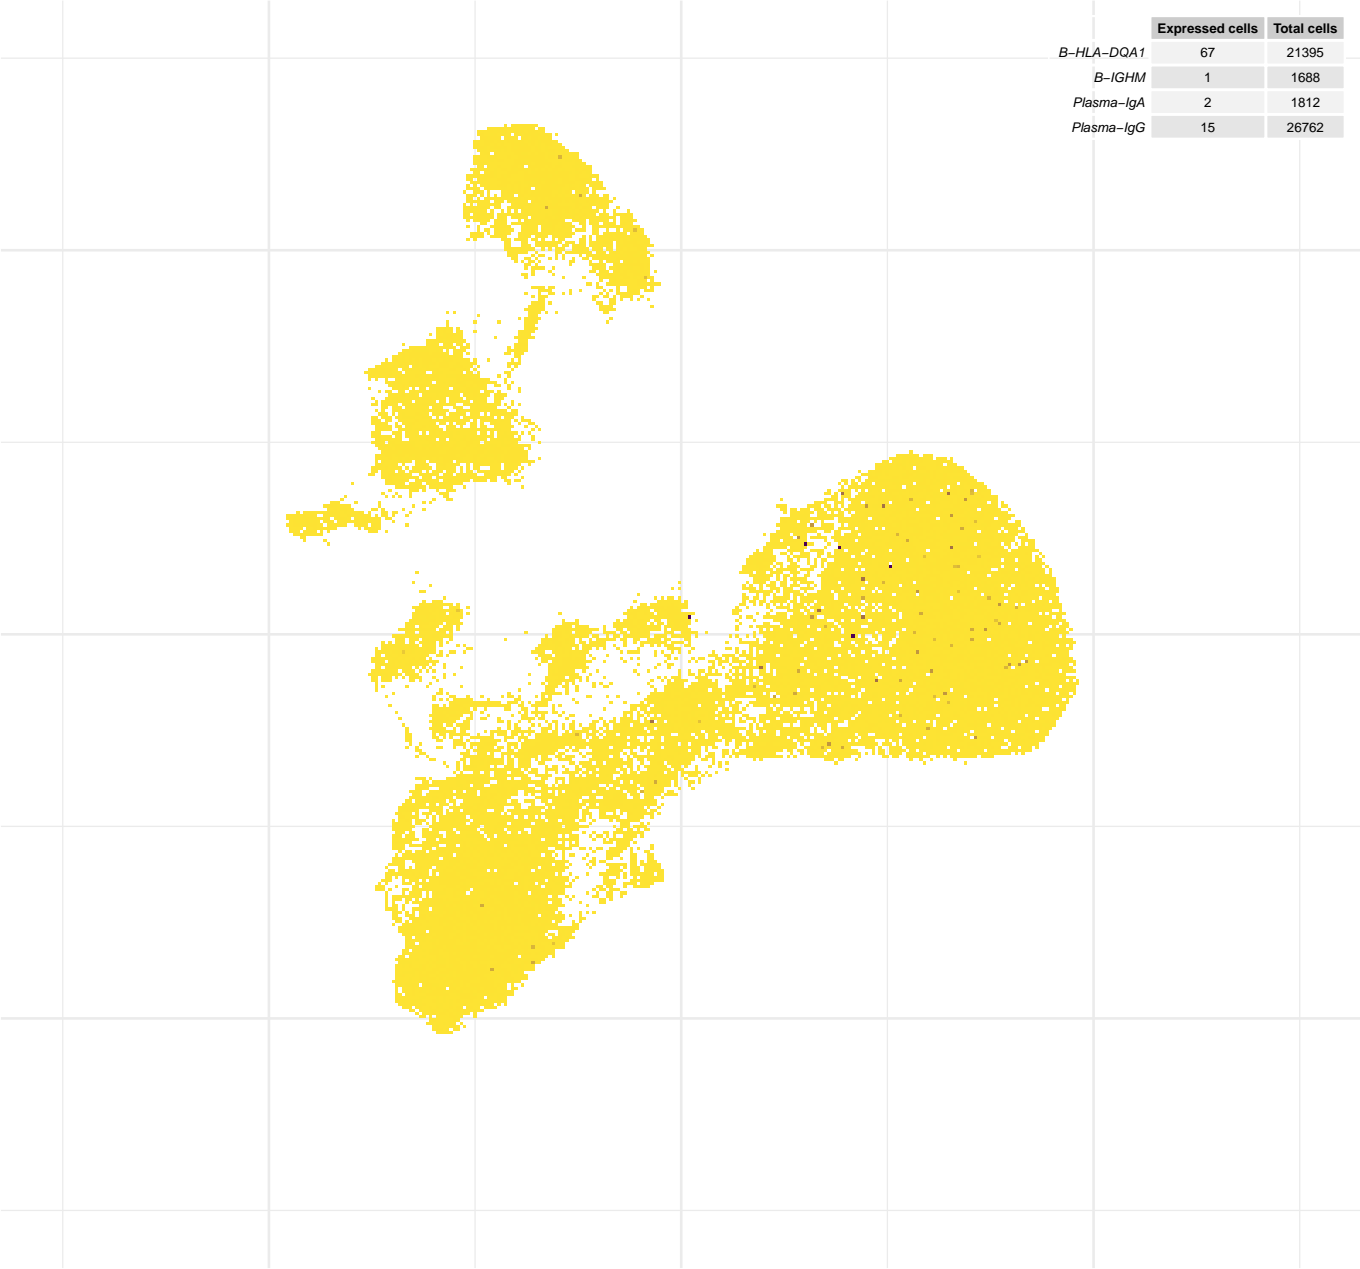 Expressed cells Total cells
B−HLA−DQA1 67 21395
B−IGHM 1 1688
Plasma−IgA 2 1812
Plasma−IgG 15 26762